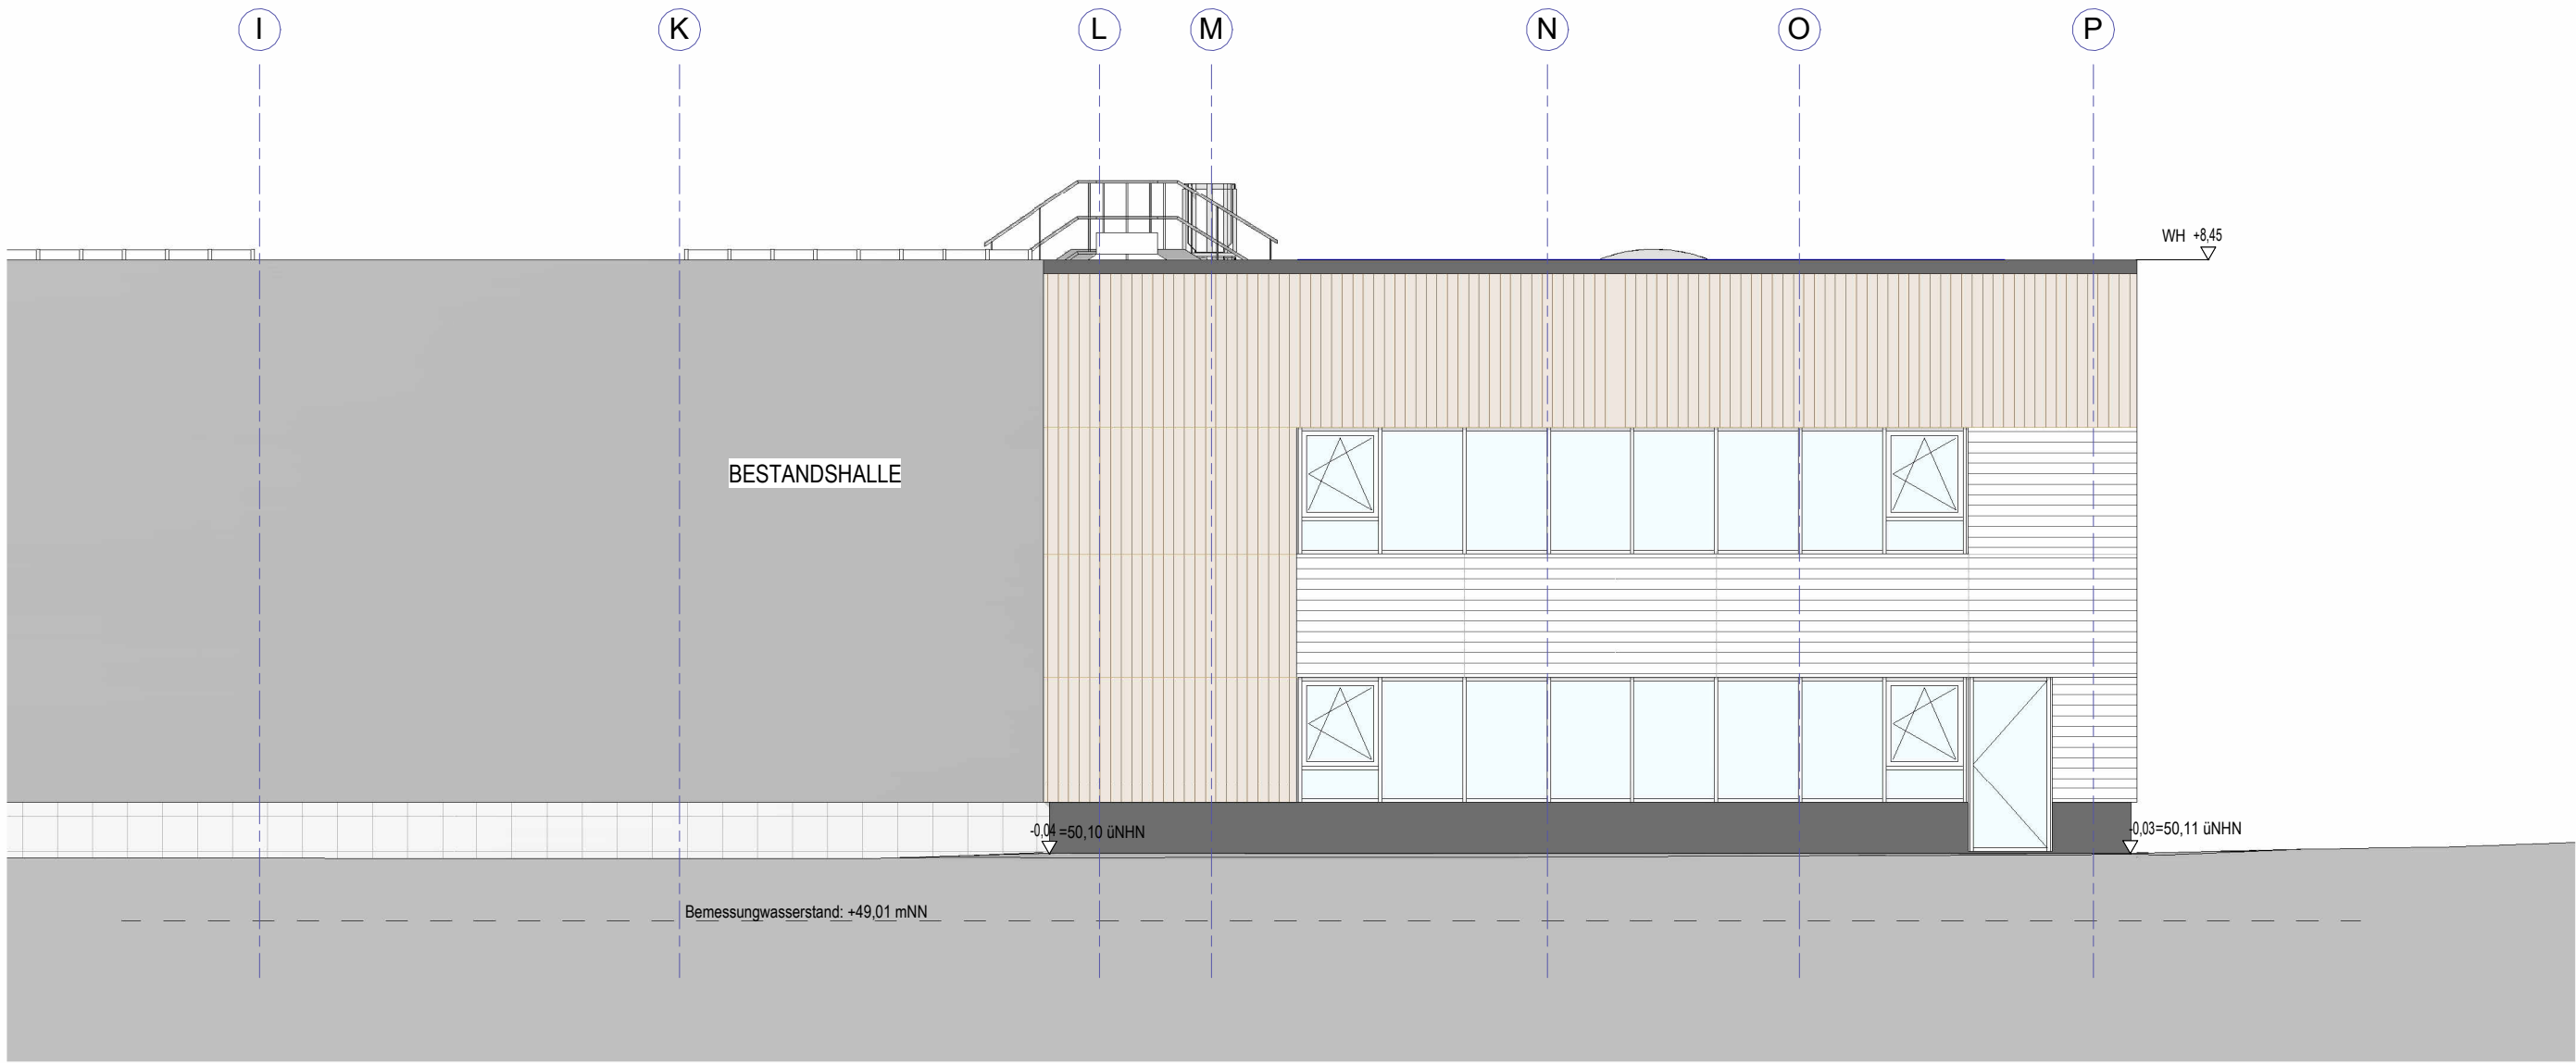 I K L M N O P
WH +8,45
BESTANDSHALLE
-0,04 =50,10 üNHN
-0,03=50,11 üNHN
Bemessungwasserstand: +49,01 mNN